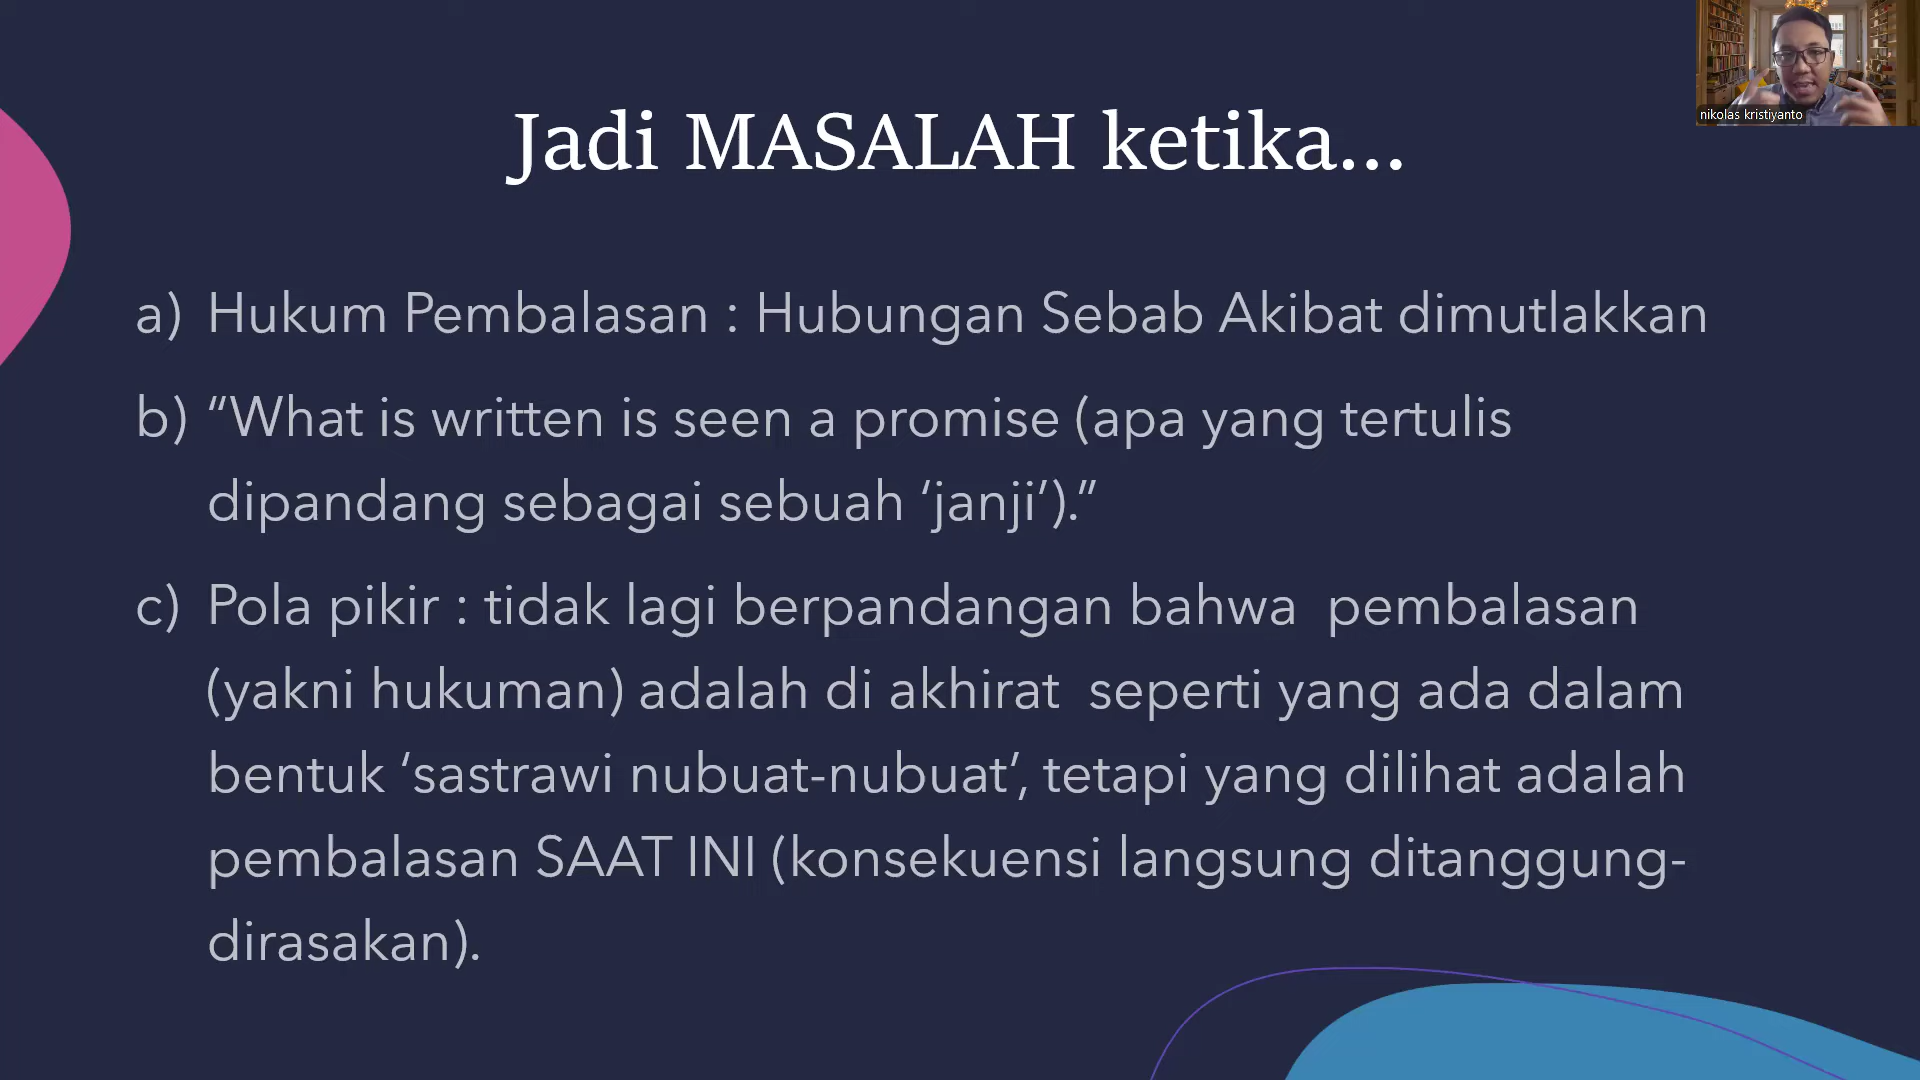 nikolas kristiyanto
Jadi MASALAH ketika...
a) Hukum Pembalasan : Hubungan Sebab Akibat dimutlakkan
b) “What is written is seen a promise (apa yang tertulis
dipandang sebagai sebuah ‘janji’).”
c) Pola pikir : tidak lagi berpandangan bahwa  pembalasan
(yakni hukuman) adalah di akhirat  seperti yang ada dalam
bentuk ‘sastrawi nubuat-nubuat’, tetapi yang dilihat adalah
pembalasan SAAT INI (konsekuensi langsung ditanggung-
dirasakan).